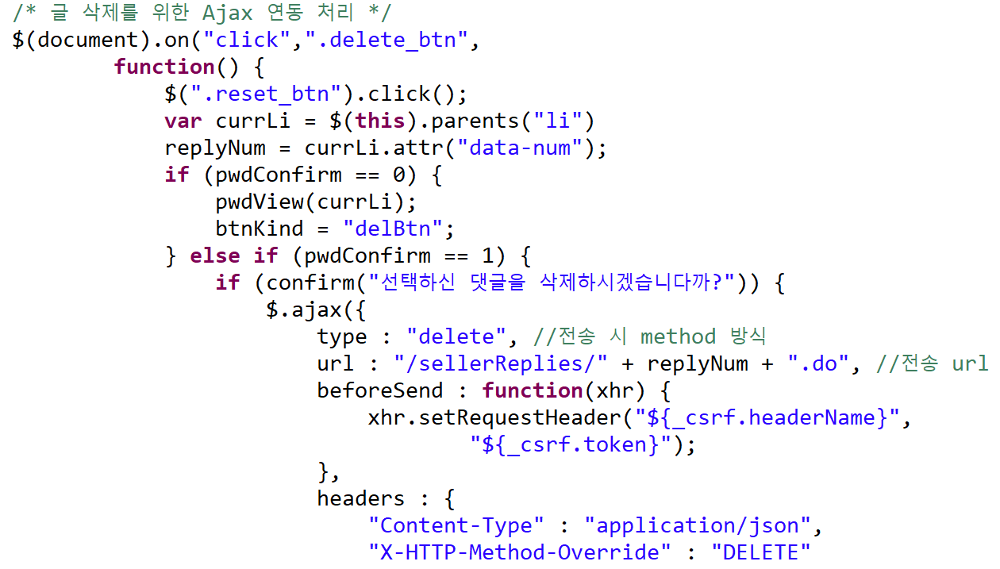 /* 글 삭제를 위한 Ajax 연동 처리 */
$(document).on("click",".delete_btn",
function() {
$(".reset_btn").click();
var currLi = $(this).parents("li")
replyNum = currLi.attr("data-num");
if (pwdConfirm == 0) {
pwdView(currLi);
btnKind = "delBtn";
} else if (pwdConfirm == 1) {
if (confirm("선택하신 댓글을 삭제하시겠습니다까?")) {
$.ajax({
type : "delete", //전송 시 method 방식
url : "/sellerReplies/" + replyNum + ".do", //전송 url
beforeSend : function(xhr) {
xhr.setRequestHeader("${_csrf.headerName}",
"${_csrf.token}");
},
headers : {
"Content-Type" : "application/json",
"X-HTTP-Method-Override" : "DELETE"